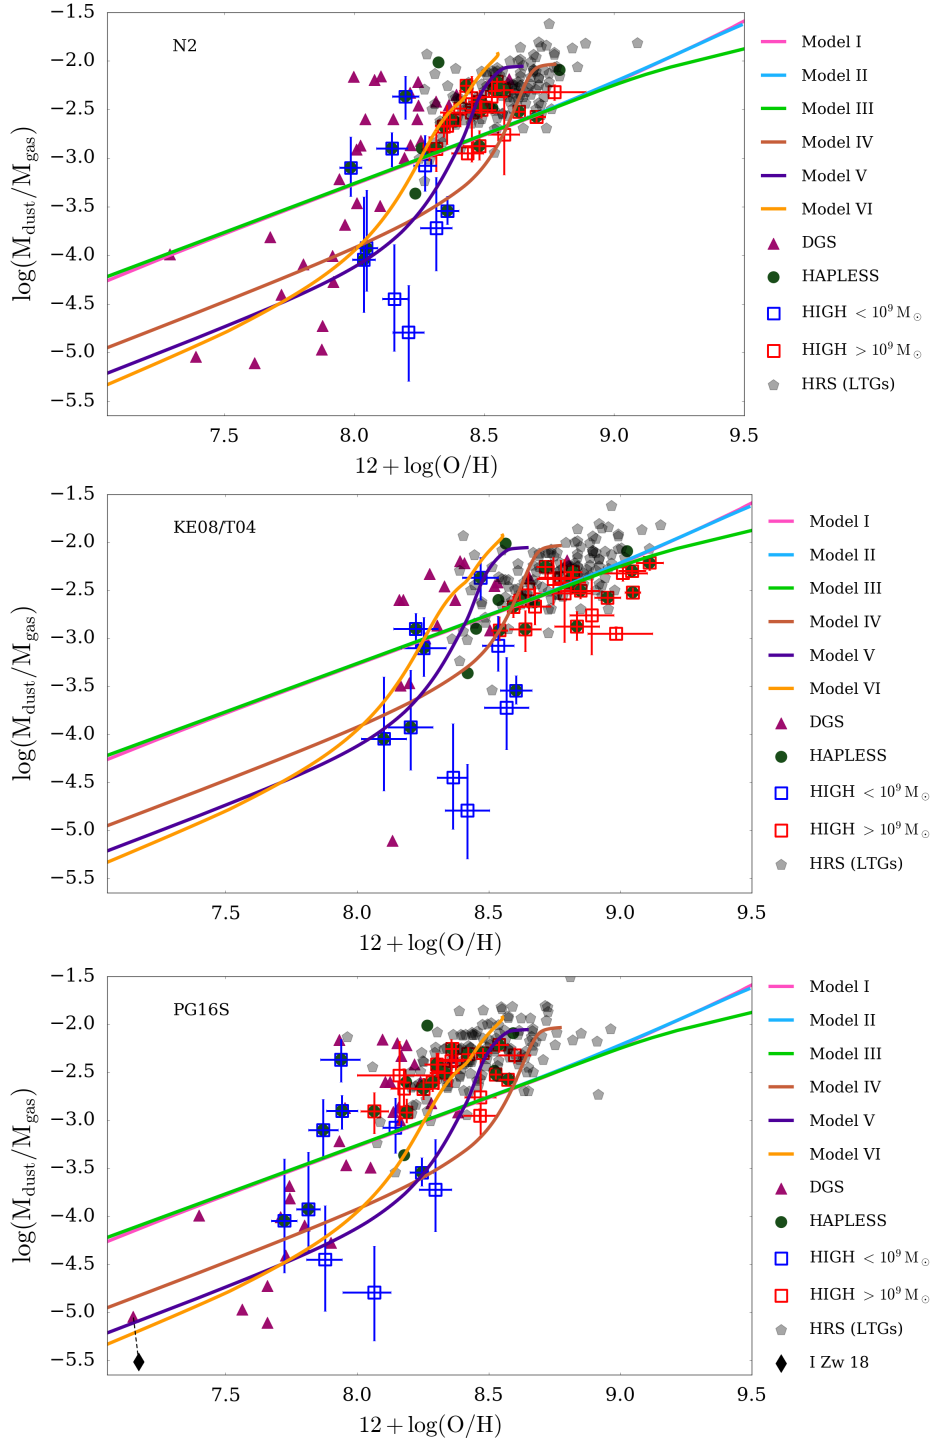 N2
−1.5
−2.0
−2.5
−3.0
−3.5
−4.0
−4.5
−5.0
−5.5
log(M_dust/M_gas)
7.5 8.0 8.5 9.0 9.5
12 + log(O/H)
Model I
Model II
Model III
Model IV
Model V
Model VI
DGS
HAPLESS
HIGH < 10⁹ M☉
HIGH > 10⁹ M☉
HRS (LTGs)
KE08/T04
−1.5
−2.0
−2.5
−3.0
−3.5
−4.0
−4.5
−5.0
−5.5
log(M_dust/M_gas)
7.5 8.0 8.5 9.0 9.5
12 + log(O/H)
Model I
Model II
Model III
Model IV
Model V
Model VI
DGS
HAPLESS
HIGH < 10⁹ M☉
HIGH > 10⁹ M☉
HRS (LTGs)
PG16S
−1.5
−2.0
−2.5
−3.0
−3.5
−4.0
−4.5
−5.0
−5.5
log(M_dust/M_gas)
7.5 8.0 8.5 9.0 9.5
12 + log(O/H)
Model I
Model II
Model III
Model IV
Model V
Model VI
DGS
HAPLESS
HIGH < 10⁹ M☉
HIGH > 10⁹ M☉
HRS (LTGs)
I Zw 18